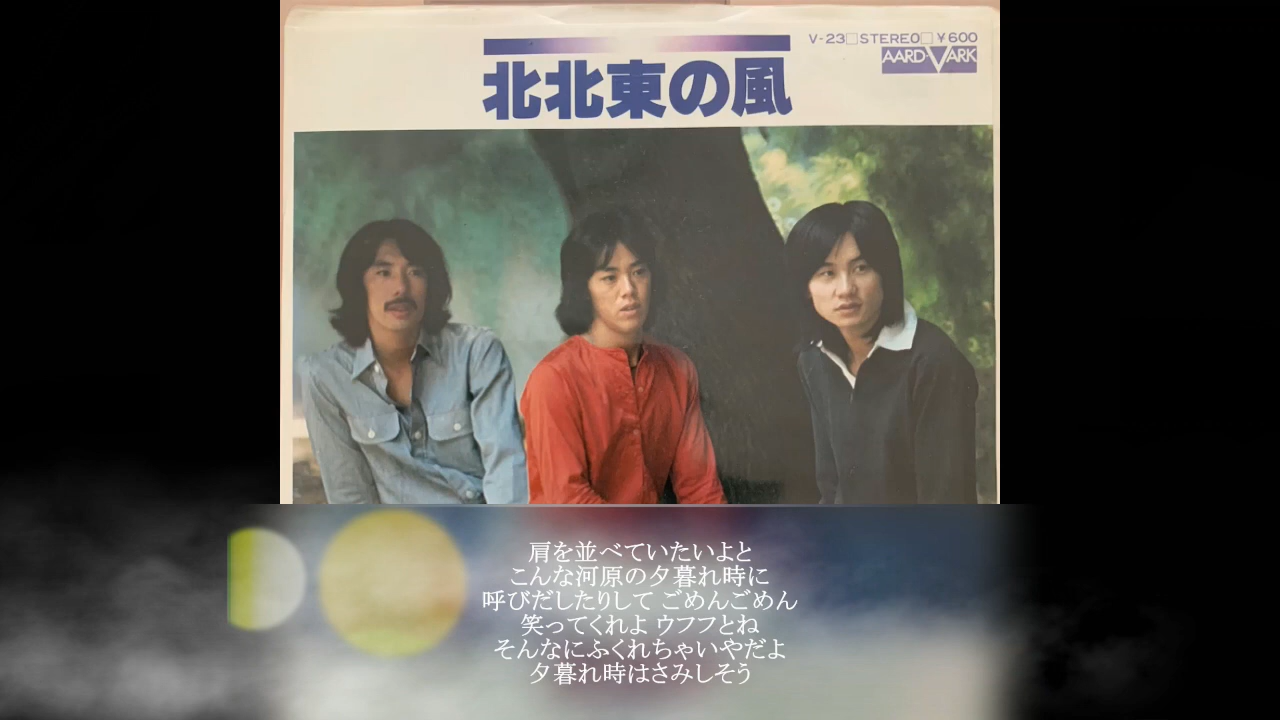 V-23□STEREO□¥600
AARD-VARK
北北東の風
肩を並べていたいよと
こんな河原の夕暮れ時に
呼びだしたりして ごめんごめん
笑ってくれよ ウフフとね
そんなにふくれちゃいやだよ
夕暮れ時はさみしそう